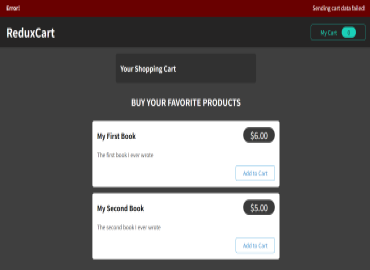 Error! Sending cart data failed!
ReduxCart My Cart
Your Shopping Cart
BUY YOUR FAVORITE PRODUCTS
My First Book $6.00
The first book I ever wrote
Add to Cart
My Second Book $5.00
The second book I ever wrote
Add to Cart